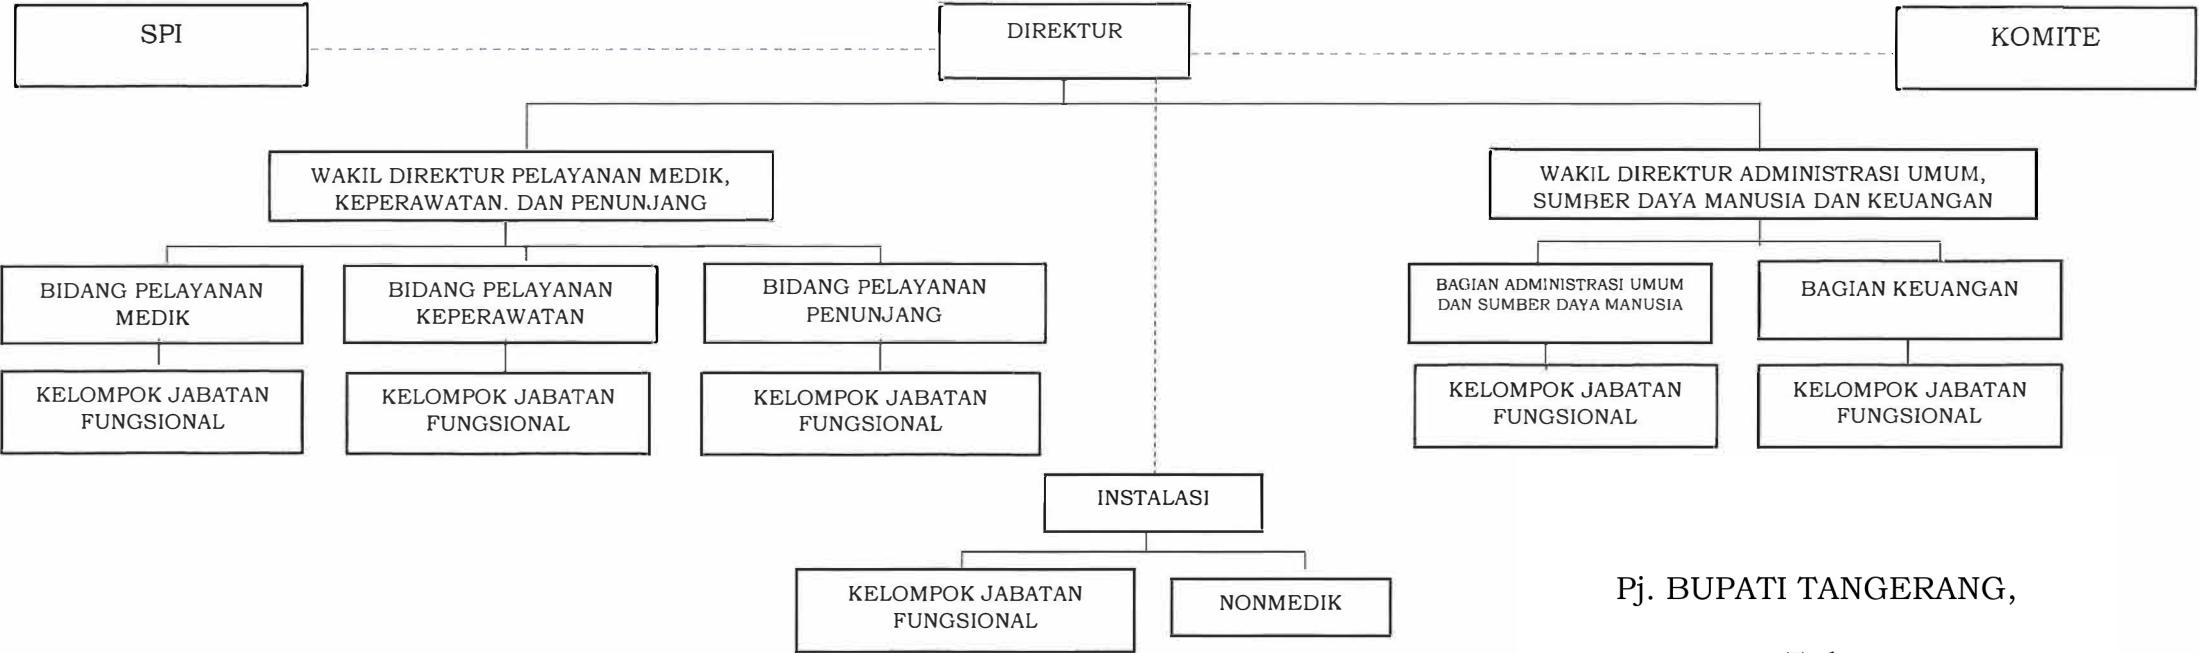 SPI
DIREKTUR
KOMITE
WAKIL DIREKTUR PELAYANAN MEDIK,
KEPERAWATAN. DAN PENUNJANG
WAKIL DIREKTUR ADMINISTRASI UMUM,
SUMBER DAYA MANUSIA DAN KEUANGAN
BIDANG PELAYANAN
MEDIK
BIDANG PELAYANAN
KEPERAWATAN
BIDANG PELAYANAN
PENUNJANG
BAGIAN ADMINISTRASI UMUM
DAN SUMBER DAYA MANUSIA
BAGIAN KEUANGAN
KELOMPOK JABATAN
FUNGSIONAL
KELOMPOK JABATAN
FUNGSIONAL
KELOMPOK JABATAN
FUNGSIONAL
KELOMPOK JABATAN
FUNGSIONAL
KELOMPOK JABATAN
FUNGSIONAL
INSTALASI
KELOMPOK JABATAN
FUNGSIONAL
NONMEDIK
Pj. BUPATI TANGERANG,